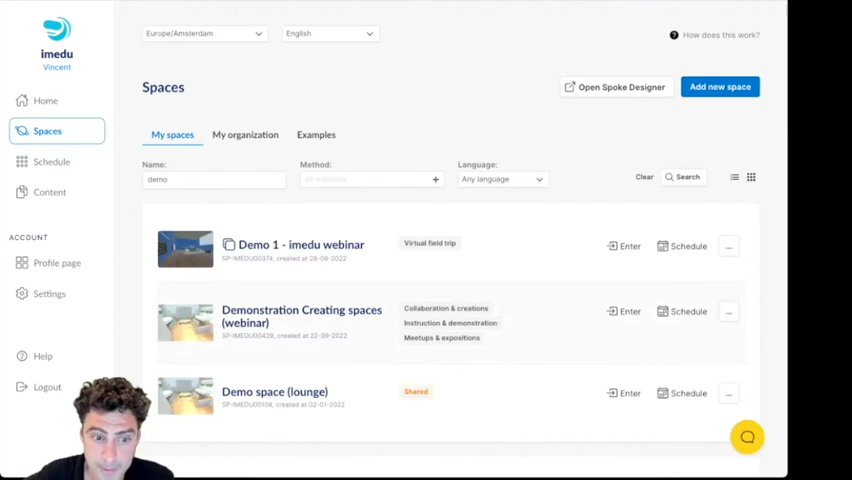 imedu
Vincent
Home
Spaces
Schedule
Content
ACCOUNT
Profile page
Settings
Help
Logout
Europe/Amsterdam
English
? How does this work?
Spaces
Open Spoke Designer
Add new space
My spaces
My organization
Examples
Name:
Method:
Language:
demo
All methods
+
Any language
Clear
Search
Demo 1 - imedu webinar
SP-IMEDU00374, created at 28-08-2022
Virtual field trip
Enter
Schedule
...
Demonstration Creating spaces
(webinar)
SP-IMEDU00429, created at 22-09-2022
Collaboration & creations
Instruction & demonstration
Meetups & expositions
Enter
Schedule
...
Demo space (lounge)
SP-IMEDU00108, created at 02-01-2022
Shared
Enter
Schedule
...